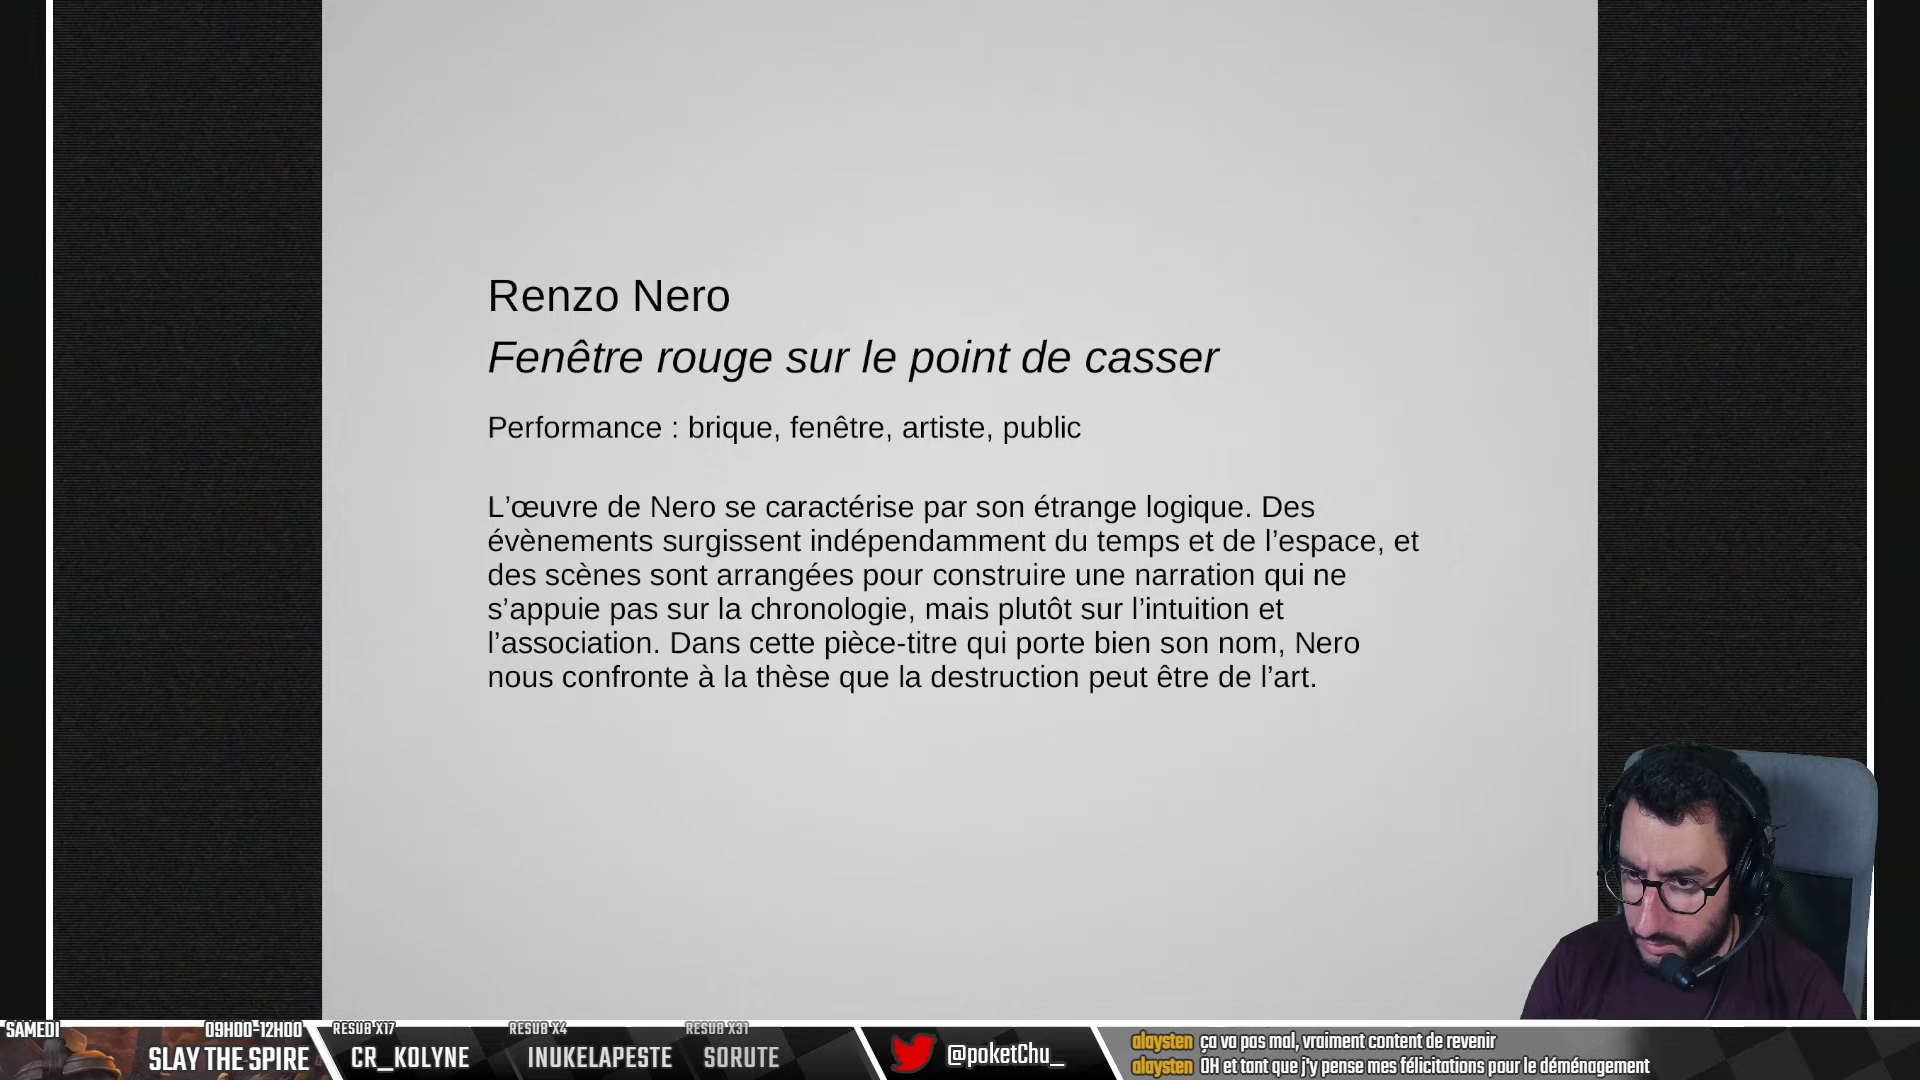 Renzo Nero
Fenêtre rouge sur le point de casser
Performance : brique, fenêtre, artiste, public
L’œuvre de Nero se caractérise par son étrange logique. Des
évènements surgissent indépendamment du temps et de l’espace, et
des scènes sont arrangées pour construire une narration qui ne
s’appuie pas sur la chronologie, mais plutôt sur l’intuition et
l’association. Dans cette pièce-titre qui porte bien son nom, Nero
nous confronte à la thèse que la destruction peut être de l’art.
SAMEDI 09H00-12H00
SLAY THE SPIRE
RESUB X17
CR_KOLYNE
RESUB X4
INUKELAPESTE
RESUB X31
SORUTE
@poketChu_
alaysten ça va pas mal, vraiment content de revenir
alaysten OH et tant que j'y pense mes félicitations pour le déménagement